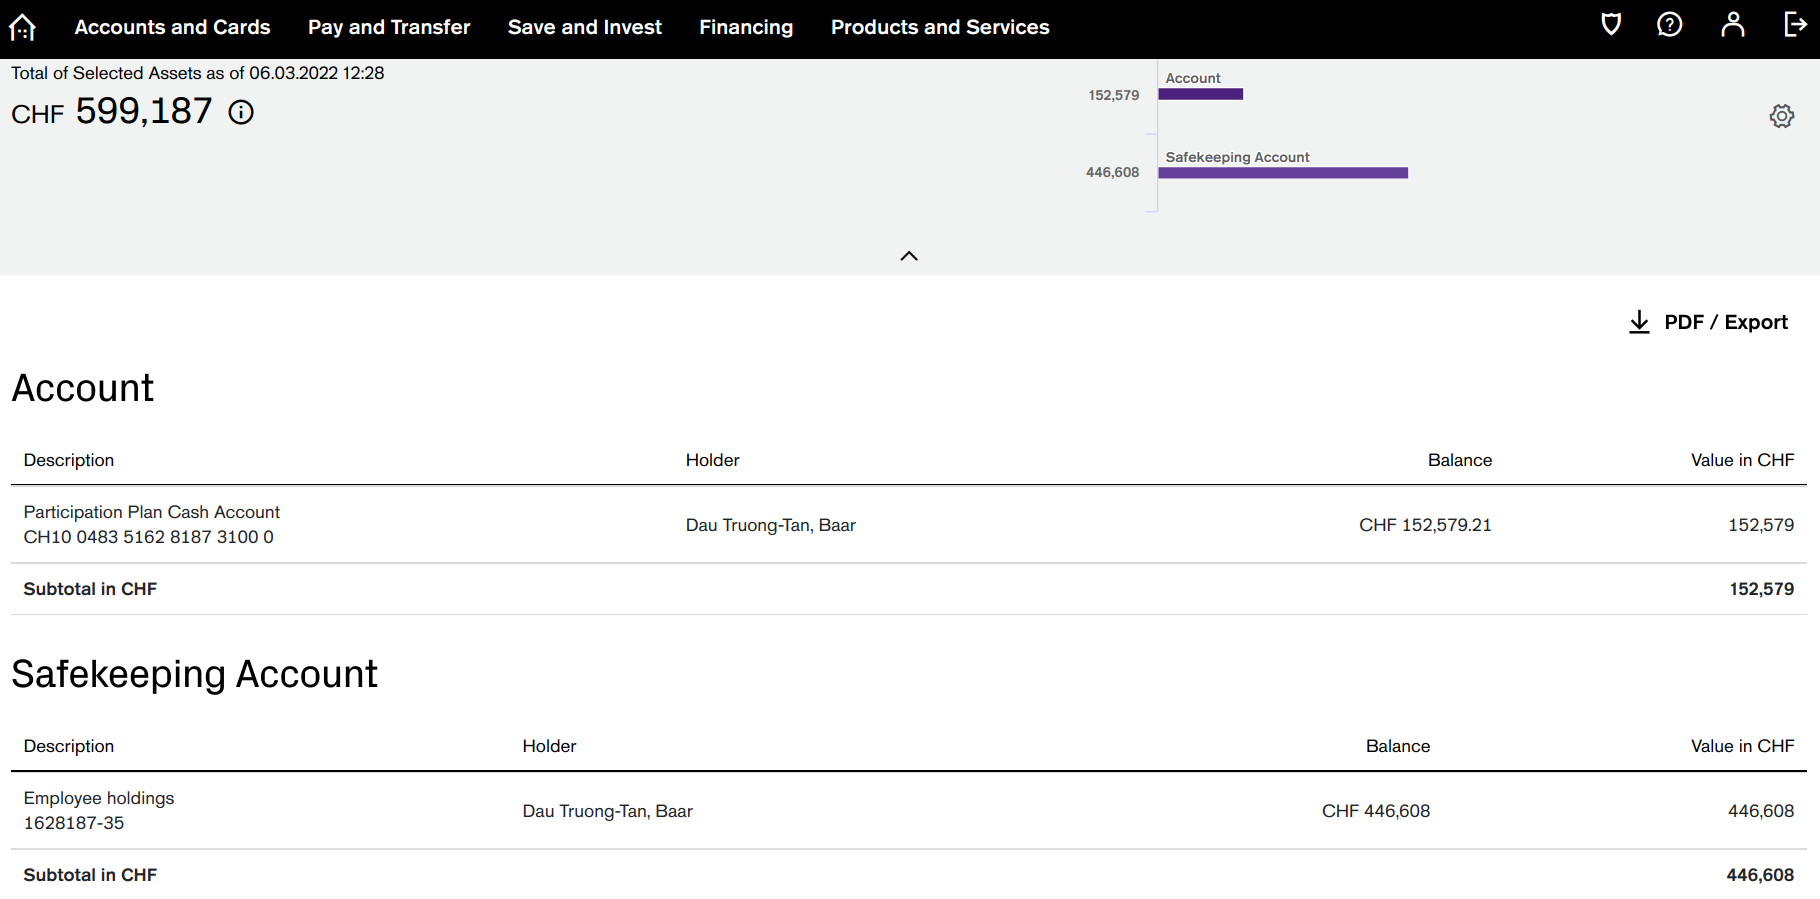 Accounts and Cards Pay and Transfer Save and Invest Financing Products and Services
Total of Selected Assets as of 06.03.2022 12:28
CHF 599,187
Account
152,579
Safekeeping Account
446,608
PDF / Export
Account
Description Holder Balance Value in CHF
Participation Plan Cash Account
CH10 0483 5162 8187 3100 0
Dau Truong-Tan, Baar CHF 152,579.21 152,579
Subtotal in CHF 152,579
Safekeeping Account
Description Holder Balance Value in CHF
Employee holdings
1628187-35
Dau Truong-Tan, Baar CHF 446,608 446,608
Subtotal in CHF 446,608